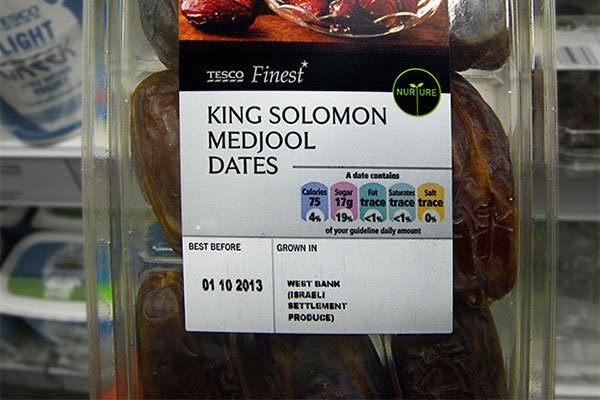 TESCO Finest*
NURTURE
KING SOLOMON
MEDJOOL
DATES
A date contains
Calories Sugar Fat Saturates Salt
75 17g trace trace trace
4% 19% <1% <1% 0%
of your guideline daily amount
BEST BEFORE GROWN IN
01 10 2013
WEST BANK
(ISRAELI
SETTLEMENT
PRODUCE)
TESCO
LIGHT